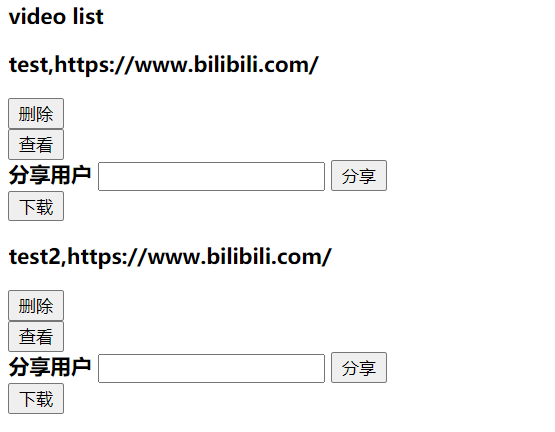 video list
test,https://www.bilibili.com/
删除
查看
分享用户 分享
下载
test2,https://www.bilibili.com/
删除
查看
分享用户 分享
下载